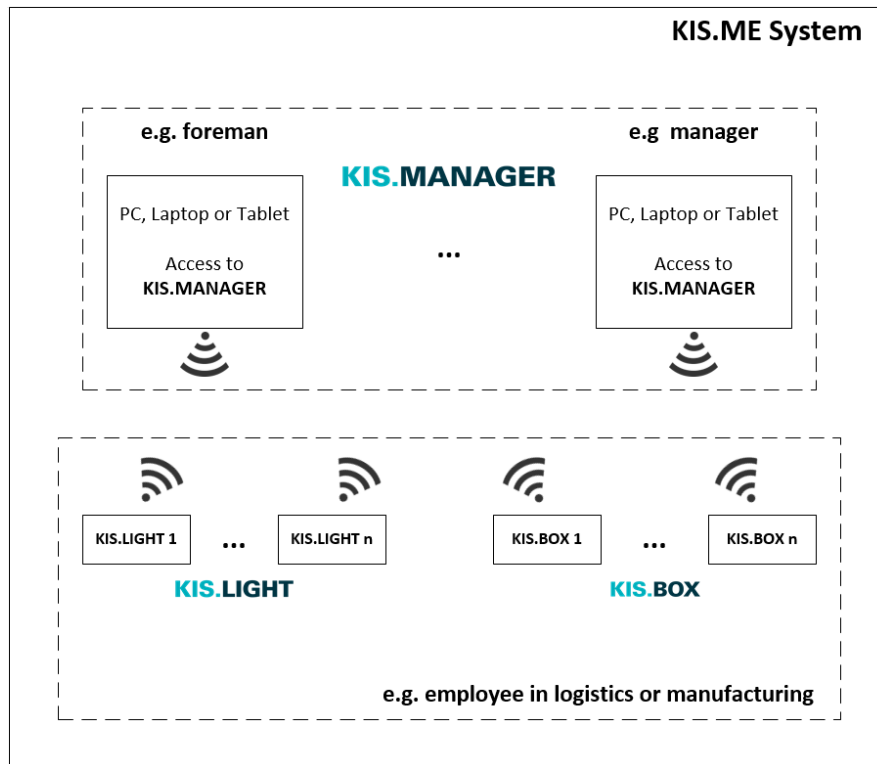 KIS.ME System
e.g. foreman
e.g manager
KIS.MANAGER
PC, Laptop or Tablet
Access to
KIS.MANAGER
...
PC, Laptop or Tablet
Access to
KIS.MANAGER
KIS.LIGHT 1
...
KIS.LIGHT n
KIS.BOX 1
...
KIS.BOX n
KIS.LIGHT
KIS.BOX
e.g. employee in logistics or manufacturing